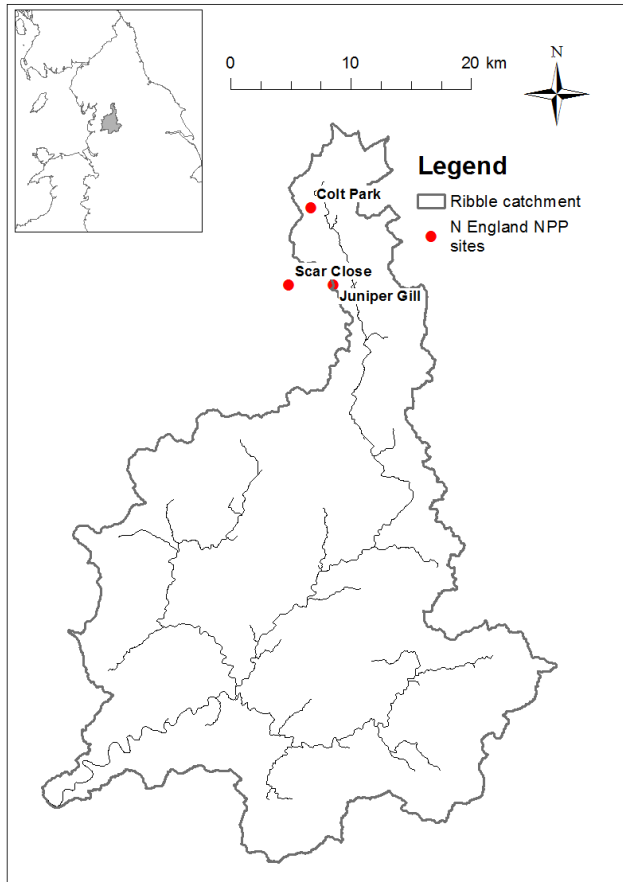 0 10 20 km
N
Legend
Ribble catchment
N England NPP
sites
Colt Park
Scar Close
Juniper Gill